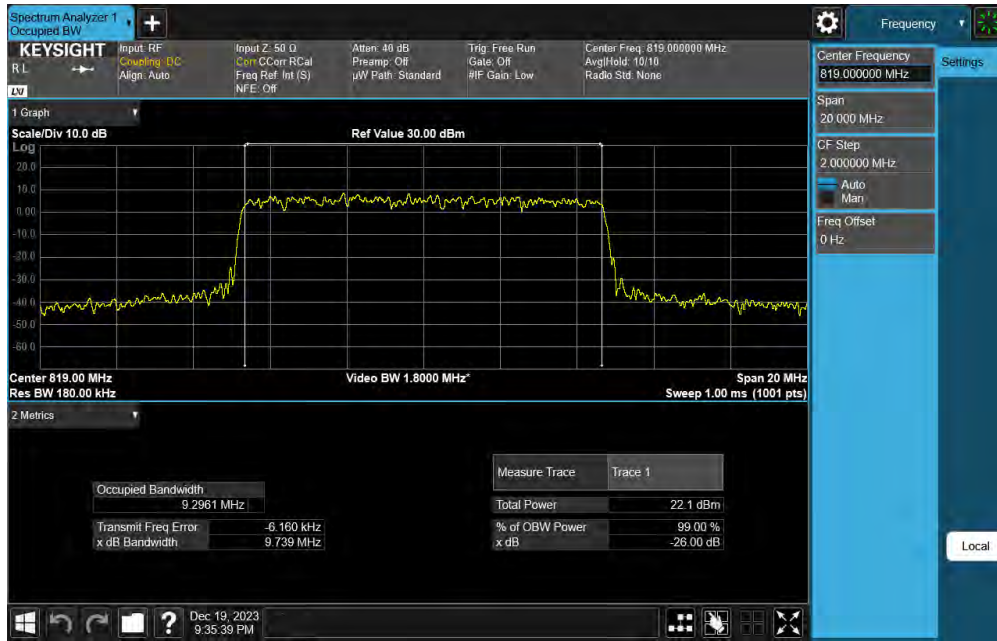 Spectrum Analyzer 1
Occupied BW
Frequency
KEYSIGHT
R L
LXI
Input: RF
Coupling: DC
Align: Auto
Input Z: 50 Ω
Corr CCorr RCal
Freq Ref: Int (S)
NFE: Off
Atten: 40 dB
Preamp: Off
µW Path: Standard
Trig: Free Run
Gate: Off
#IF Gain: Low
Center Freq: 819.000000 MHz
Avg|Hold: 10/10
Radio Std: None
Center Frequency
819.000000 MHz
Settings
Span
20.000 MHz
CF Step
2.000000 MHz
Auto
Man
Freq Offset
0 Hz
1 Graph
Scale/Div 10.0 dB
Ref Value 30.00 dBm
Log
20.0
10.0
0.00
-10.0
-20.0
-30.0
-40.0
-50.0
-60.0
Center 819.00 MHz
Video BW 1.8000 MHz*
Span 20 MHz
Res BW 180.00 kHz
Sweep 1.00 ms (1001 pts)
2 Metrics
Measure Trace
Trace 1
Occupied Bandwidth
9.2961 MHz
Total Power
22.1 dBm
Transmit Freq Error
-6.160 kHz
% of OBW Power
99.00 %
x dB Bandwidth
9.739 MHz
x dB
-26.00 dB
Local
?
Dec 19, 2023
9:35:39 PM